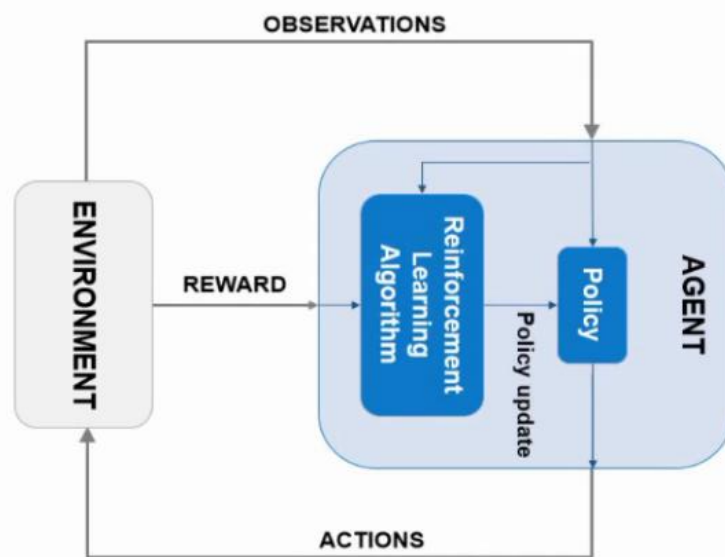 OBSERVATIONS
ENVIRONMENT
REWARD
Reinforcement
Learning
Algorithm
Policy update
Policy
AGENT
ACTIONS